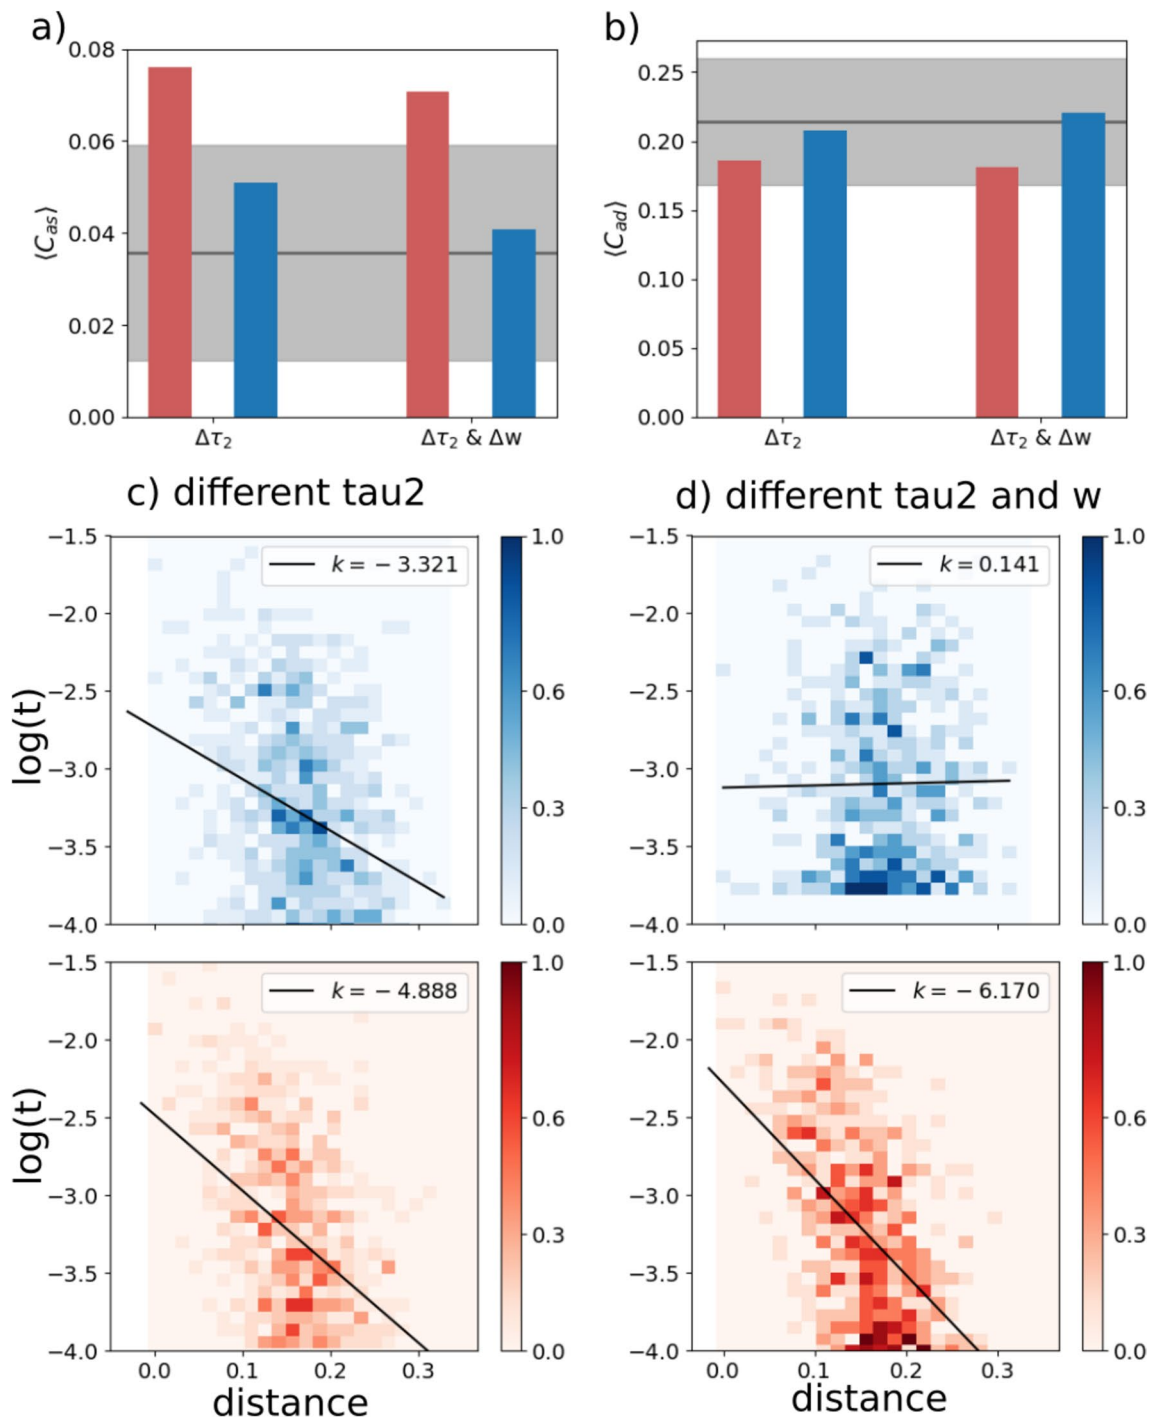 a)
0.08
0.06
0.04
0.02
0.00
⟨C_as⟩
Δτ₂
Δτ₂ & Δw
b)
0.25
0.20
0.15
0.10
0.05
0.00
⟨C_ad⟩
Δτ₂
Δτ₂ & Δw
c) different tau2
−1.5
−2.0
−2.5
−3.0
−3.5
−4.0
log(t)
k = − 3.321
1.0
0.6
0.3
0.0
d) different tau2 and w
−1.5
−2.0
−2.5
−3.0
−3.5
−4.0
k = 0.141
1.0
0.6
0.3
0.0
−1.5
−2.0
−2.5
−3.0
−3.5
−4.0
log(t)
k = − 4.888
1.0
0.6
0.3
0.0
0.0 0.1 0.2 0.3
distance
−1.5
−2.0
−2.5
−3.0
−3.5
−4.0
k = − 6.170
1.0
0.6
0.3
0.0
0.0 0.1 0.2 0.3
distance